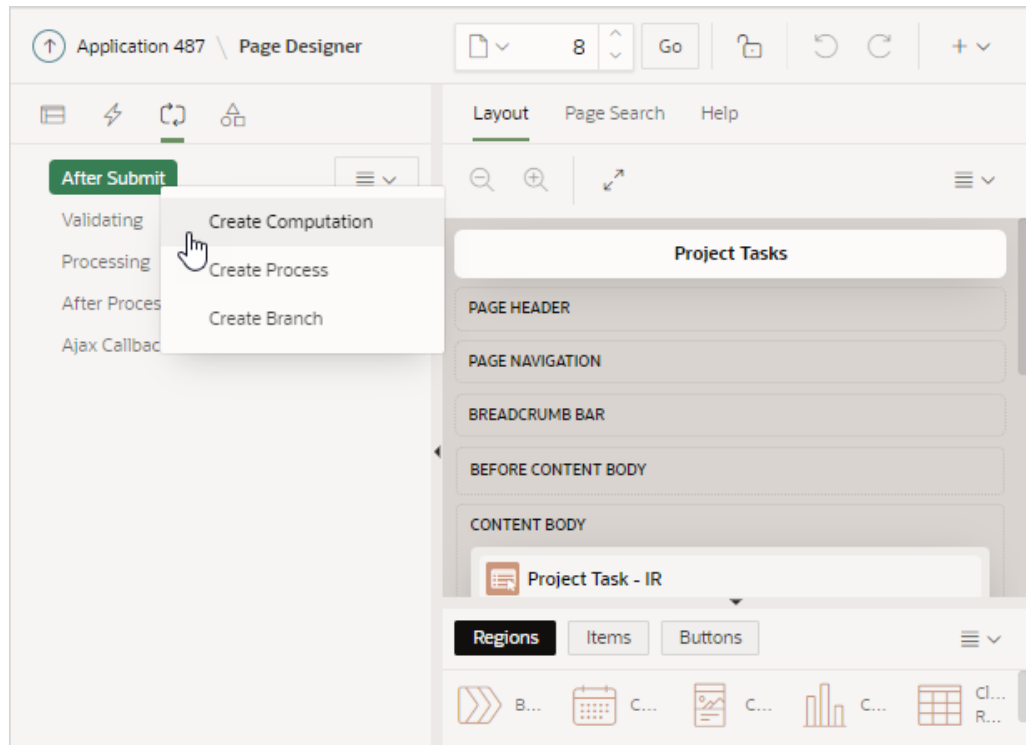 Application 487 \ Page Designer
8
Go
Layout
Page Search
Help
After Submit
Validating
Processing
After Proces
Ajax Callbac
Create Computation
Create Process
Create Branch
Project Tasks
PAGE HEADER
PAGE NAVIGATION
BREADCRUMB BAR
BEFORE CONTENT BODY
CONTENT BODY
Project Task - IR
Regions
Items
Buttons
B...
C...
C...
C...
Cl...
R...